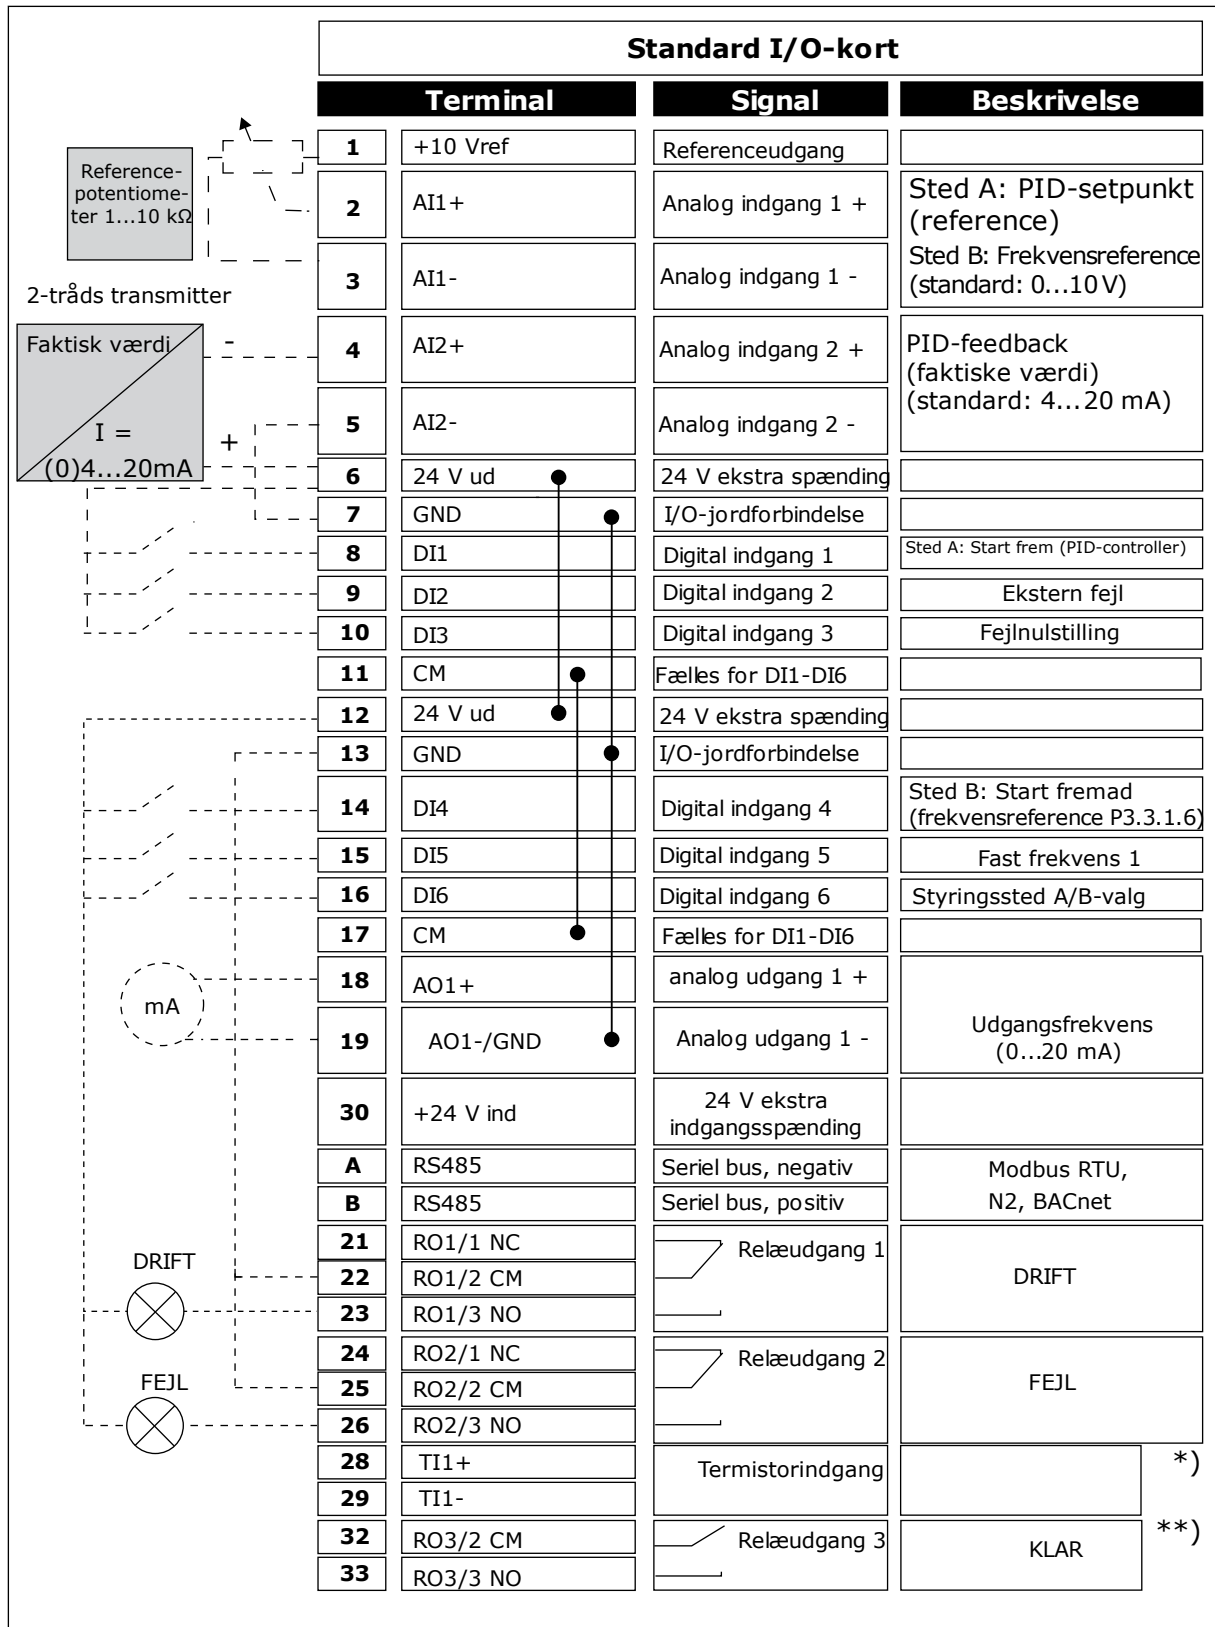 Standard I/O-kort
Terminal Signal Beskrivelse
1 +10 Vref Referenceudgang
Reference-
potentiome-
ter 1...10 kΩ
2 AI1+ Analog indgang 1 +
Sted A: PID-setpunkt
(reference)
Sted B: Frekvensreference
(standard: 0...10 V)
3 AI1- Analog indgang 1 -
2-tråds transmitter
Faktisk værdi
-
I =
(0)4...20mA
+
4 AI2+ Analog indgang 2 +
PID-feedback
(faktiske værdi)
(standard: 4...20 mA)
5 AI2- Analog indgang 2 -
6 24 V ud 24 V ekstra spænding
7 GND I/O-jordforbindelse
8 DI1 Digital indgang 1 Sted A: Start frem (PID-controller)
9 DI2 Digital indgang 2 Ekstern fejl
10 DI3 Digital indgang 3 Fejlnulstilling
11 CM Fælles for DI1-DI6
12 24 V ud 24 V ekstra spænding
13 GND I/O-jordforbindelse
14 DI4 Digital indgang 4
Sted B: Start fremad
(frekvensreference P3.3.1.6)
15 DI5 Digital indgang 5 Fast frekvens 1
16 DI6 Digital indgang 6 Styringssted A/B-valg
17 CM Fælles for DI1-DI6
18 AO1+ analog udgang 1 +
mA
19 AO1-/GND Analog udgang 1 -
Udgangsfrekvens
(0...20 mA)
30 +24 V ind
24 V ekstra
indgangsspænding
A RS485 Seriel bus, negativ
B RS485 Seriel bus, positiv
Modbus RTU,
N2, BACnet
21 RO1/1 NC Relæudgang 1
DRIFT
22 RO1/2 CM DRIFT
23 RO1/3 NO
24 RO2/1 NC Relæudgang 2
FEJL
25 RO2/2 CM FEJL
26 RO2/3 NO
28 TI1+ Termistorindgang *)
29 TI1-
32 RO3/2 CM Relæudgang 3 KLAR **)
33 RO3/3 NO